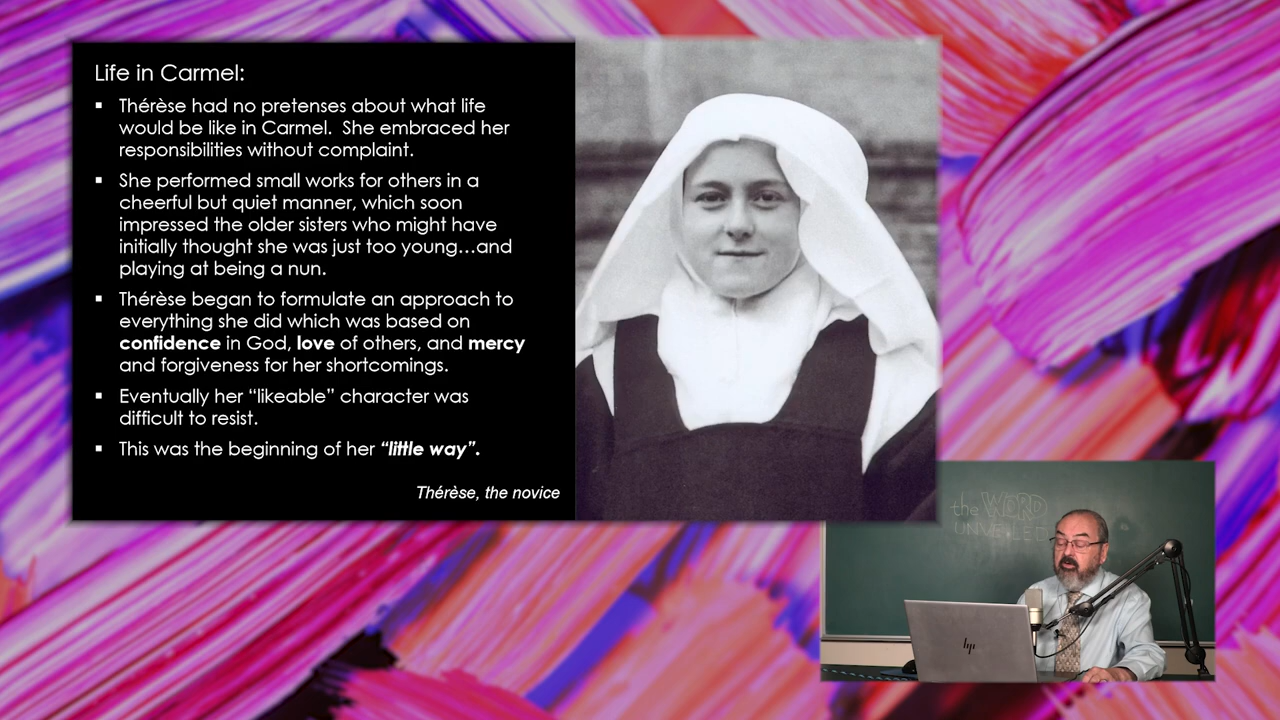 Life in Carmel:
▪ Thérèse had no pretenses about what life
would be like in Carmel.  She embraced her
responsibilities without complaint.
▪ She performed small works for others in a
cheerful but quiet manner, which soon
impressed the older sisters who might have
initially thought she was just too young…and
playing at being a nun.
▪ Thérèse began to formulate an approach to
everything she did which was based on
confidence in God, love of others, and mercy
and forgiveness for her shortcomings.
▪ Eventually her “likeable” character was
difficult to resist.
▪ This was the beginning of her “little way”.
Thérèse, the novice
the WORD
UNVEILED
hp